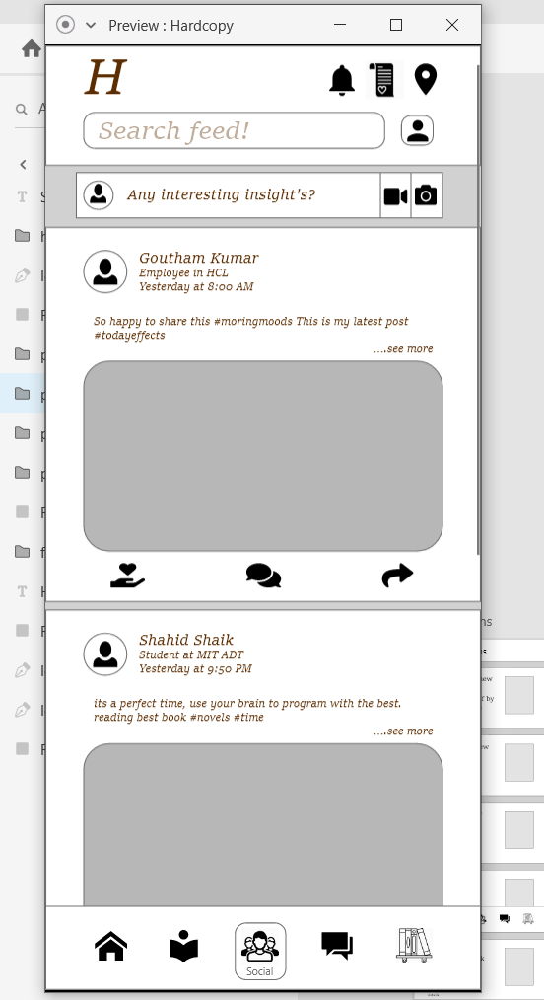 Preview : Hardcopy
H
Search feed!
Any interesting insight's?
Goutham Kumar
Employee in HCL
Yesterday at 8:00 AM
So happy to share this #moringmoods This is my latest post
#todayeffects
....see more
Shahid Shaik
Student at MIT ADT
Yesterday at 9:50 PM
its a perfect time, use your brain to program with the best.
reading best book #novels #time
....see more
Social